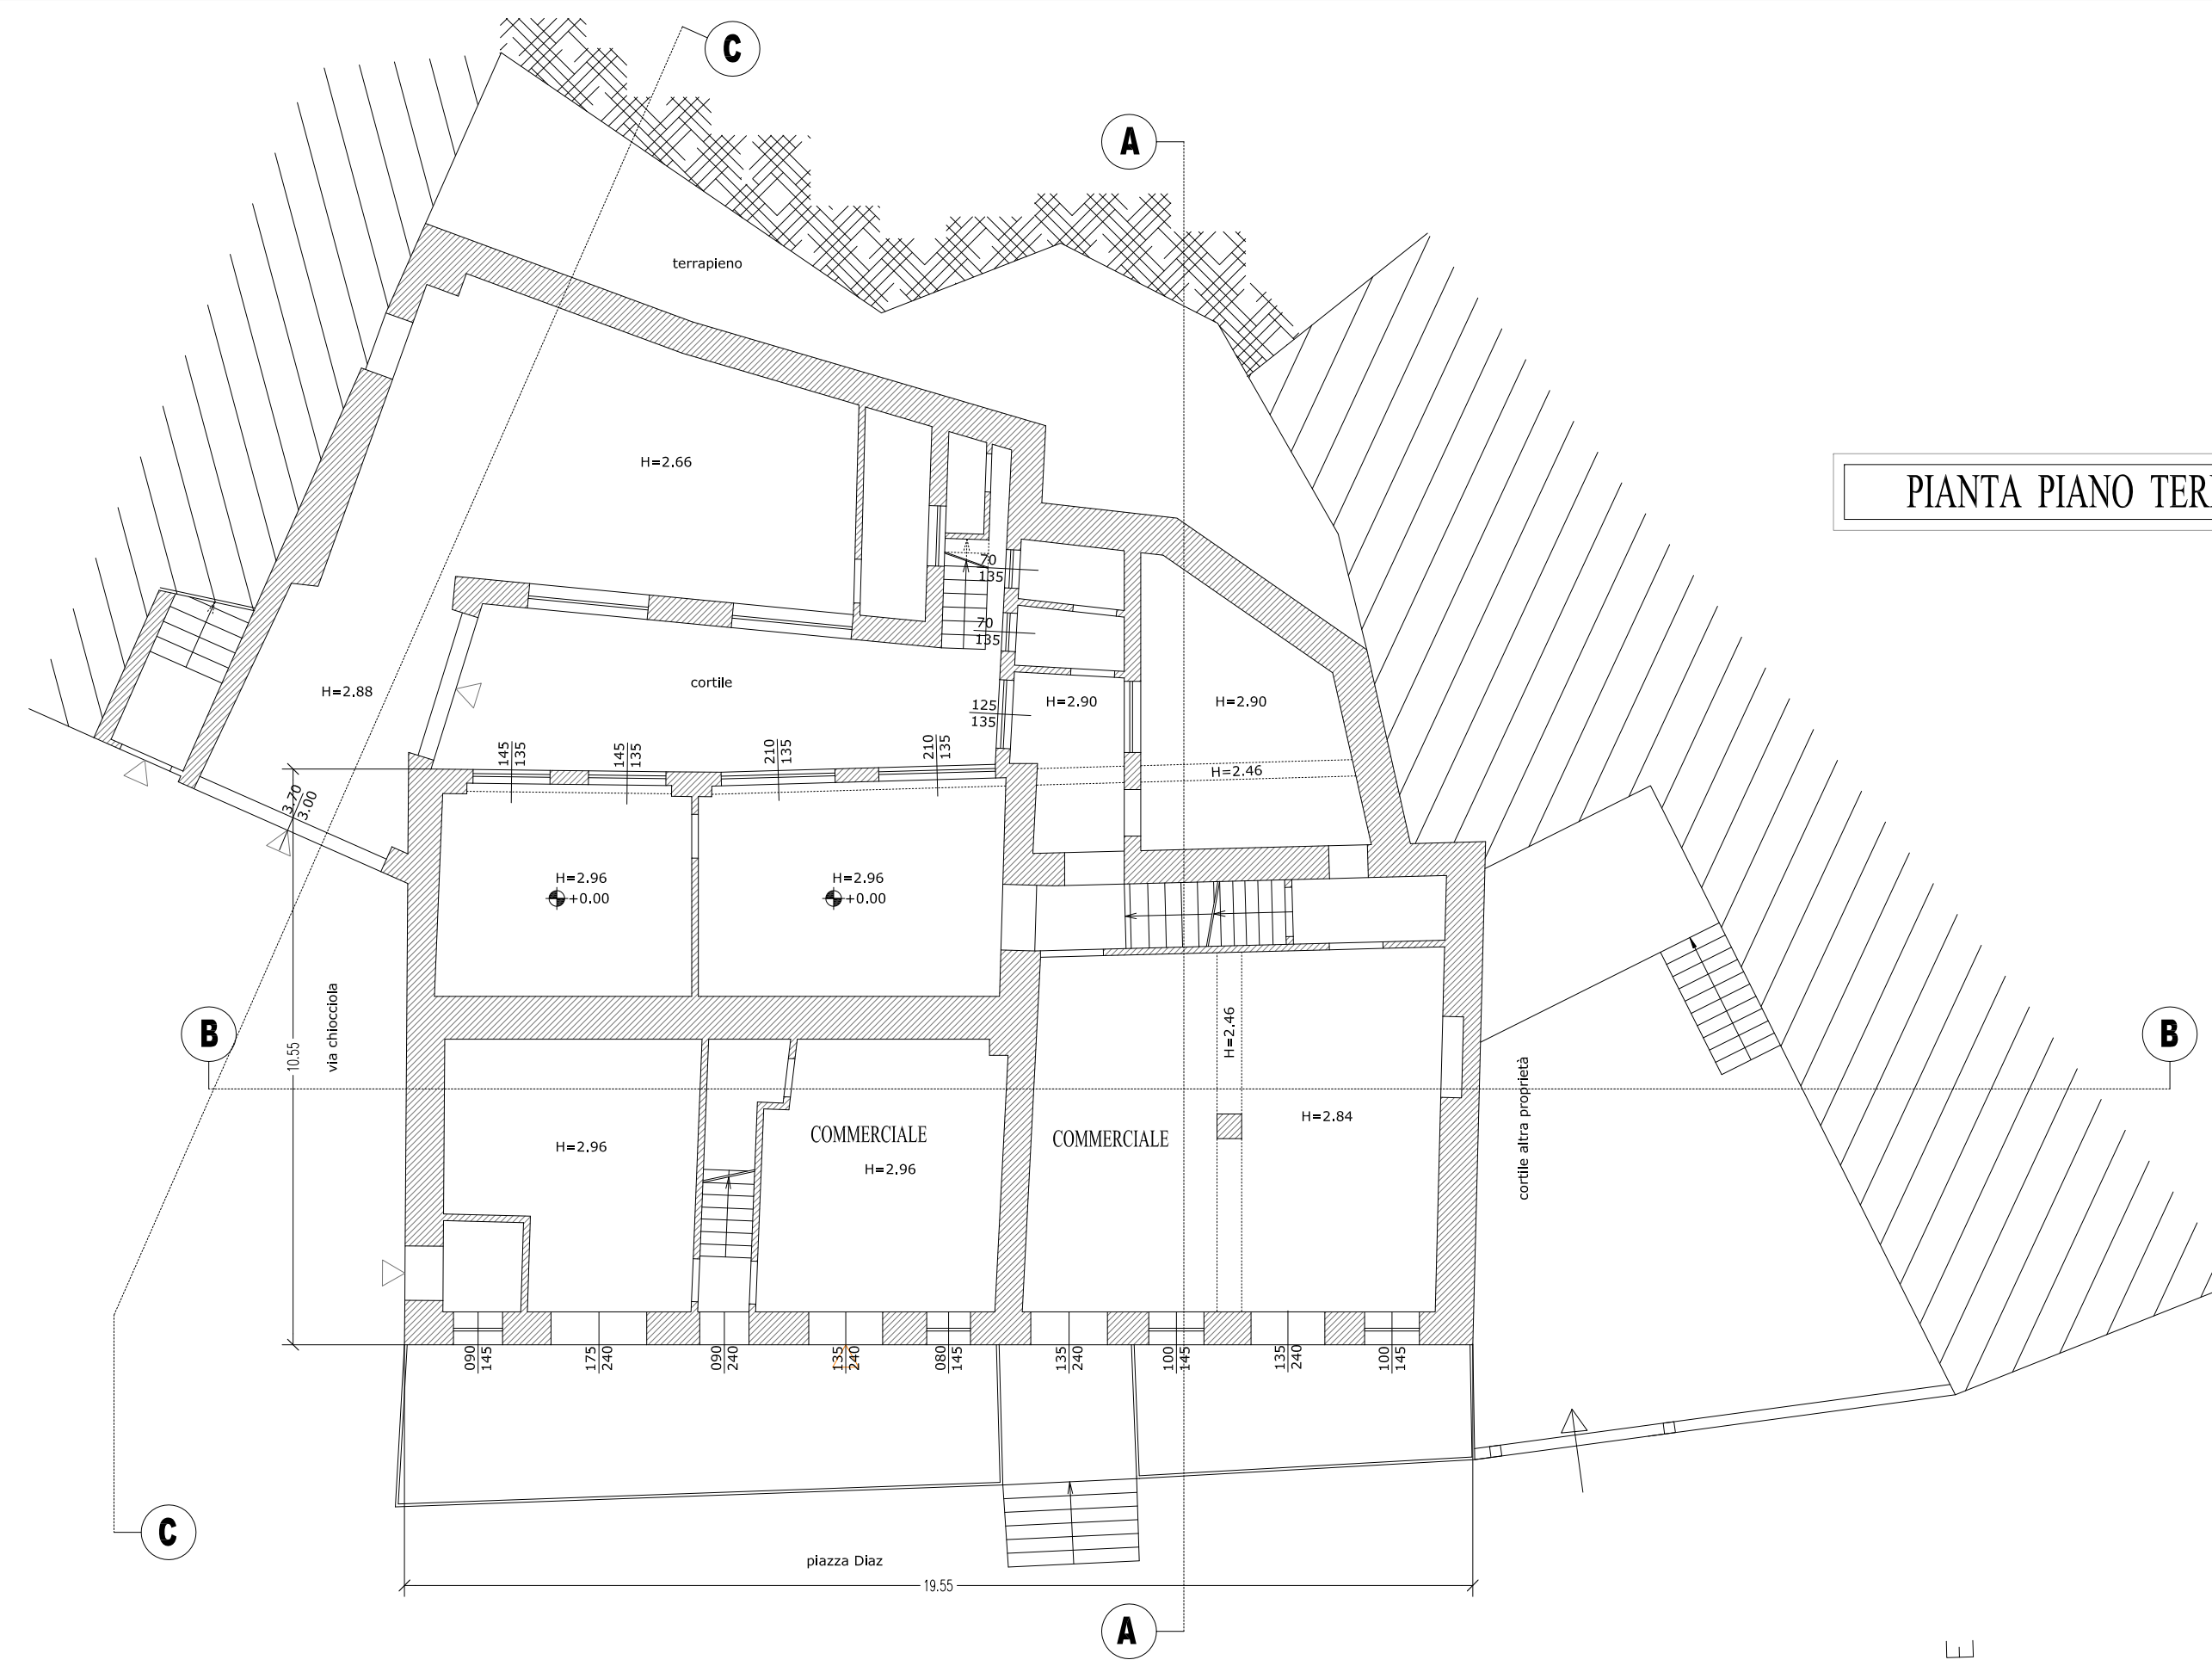 C
A
terrapieno
H=2.66
PIANTA PIANO TER
70
135
70
135
H=2.88
cortile
125
135
H=2.90
H=2.90
145
135
145
135
210
135
210
135
H=2.46
3.70
3.00
H=2.96
+0.00
H=2.96
+0.00
B
10.55
via chiocciola
H=2.46
B
cortile altra proprietà
H=2.96
COMMERCIALE
H=2.96
COMMERCIALE
H=2.84
090
145
175
240
090
240
135
240
080
145
135
240
100
145
135
240
100
145
C
piazza Diaz
19.55
A
E